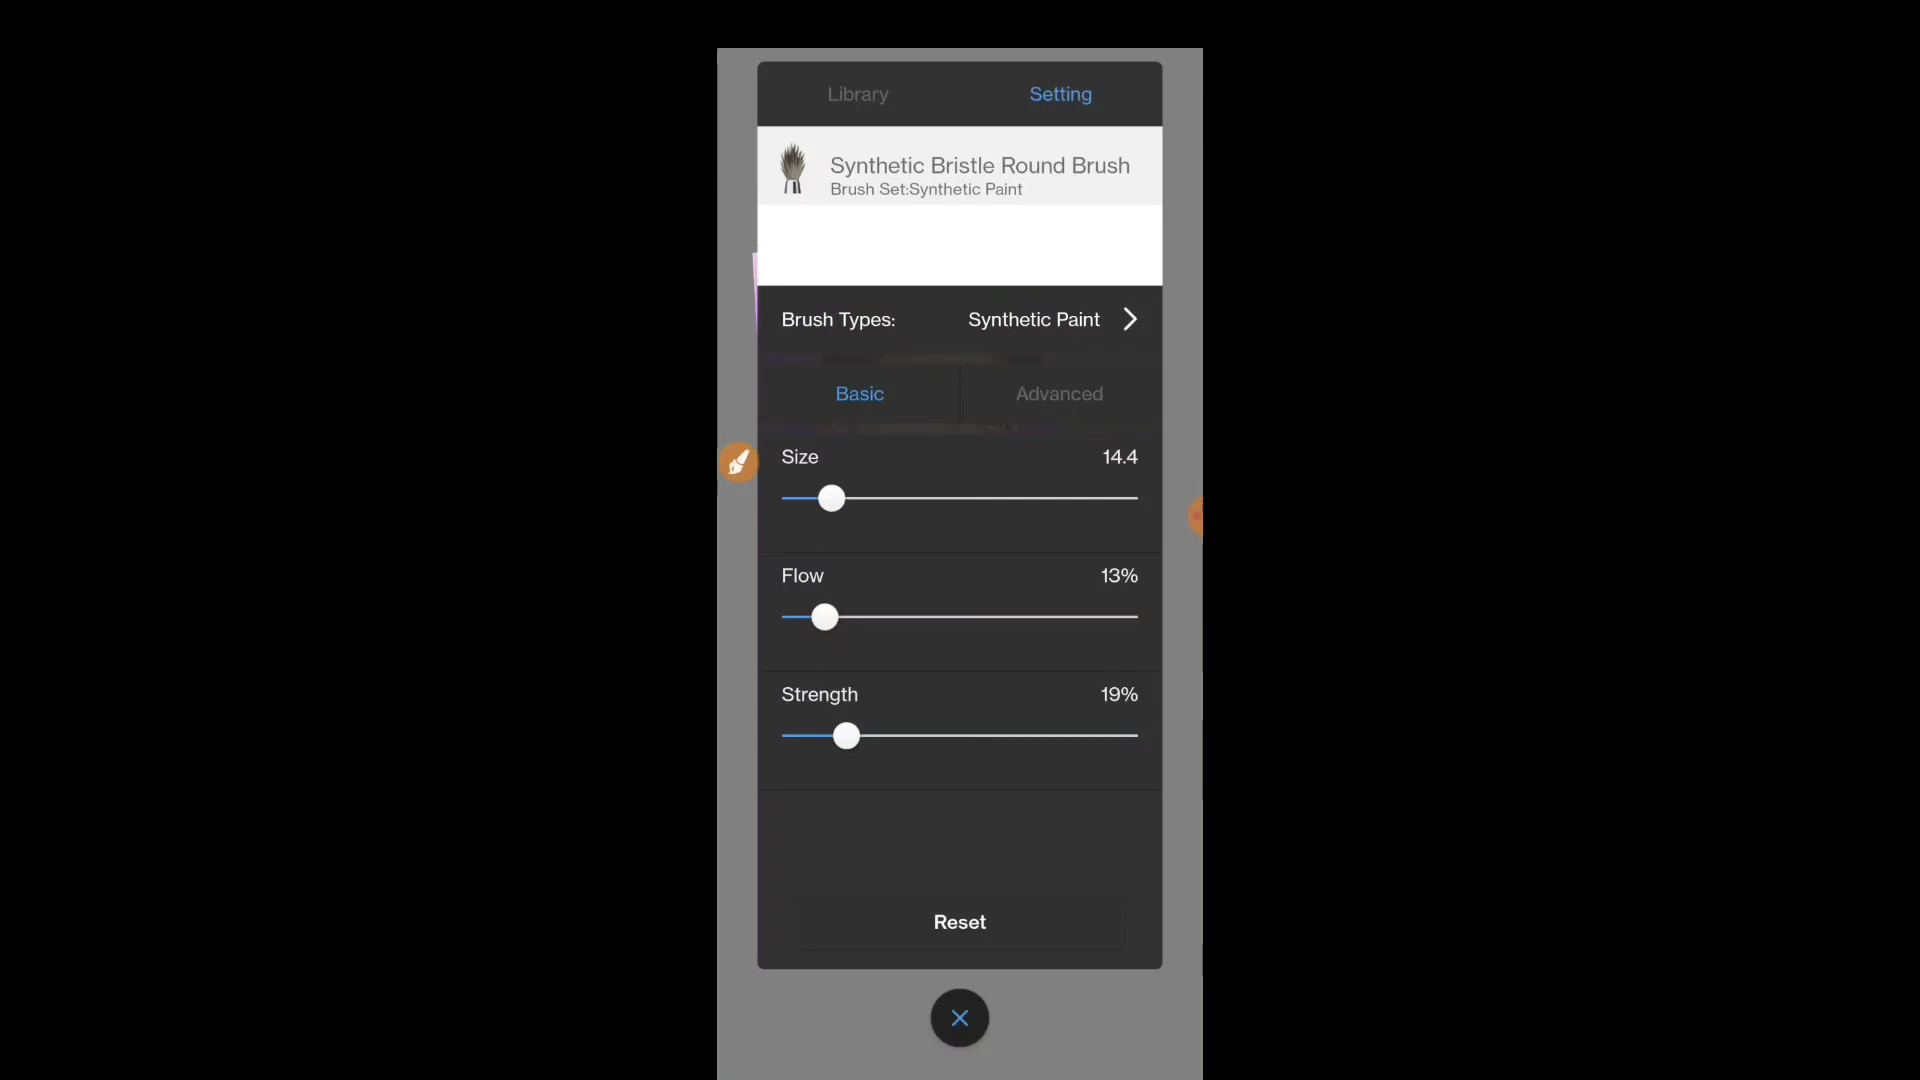 Library
Setting
Synthetic Bristle Round Brush
Brush Set:Synthetic Paint
Brush Types:
Synthetic Paint
Basic
Advanced
Size
14.4
Flow
13%
Strength
19%
Reset